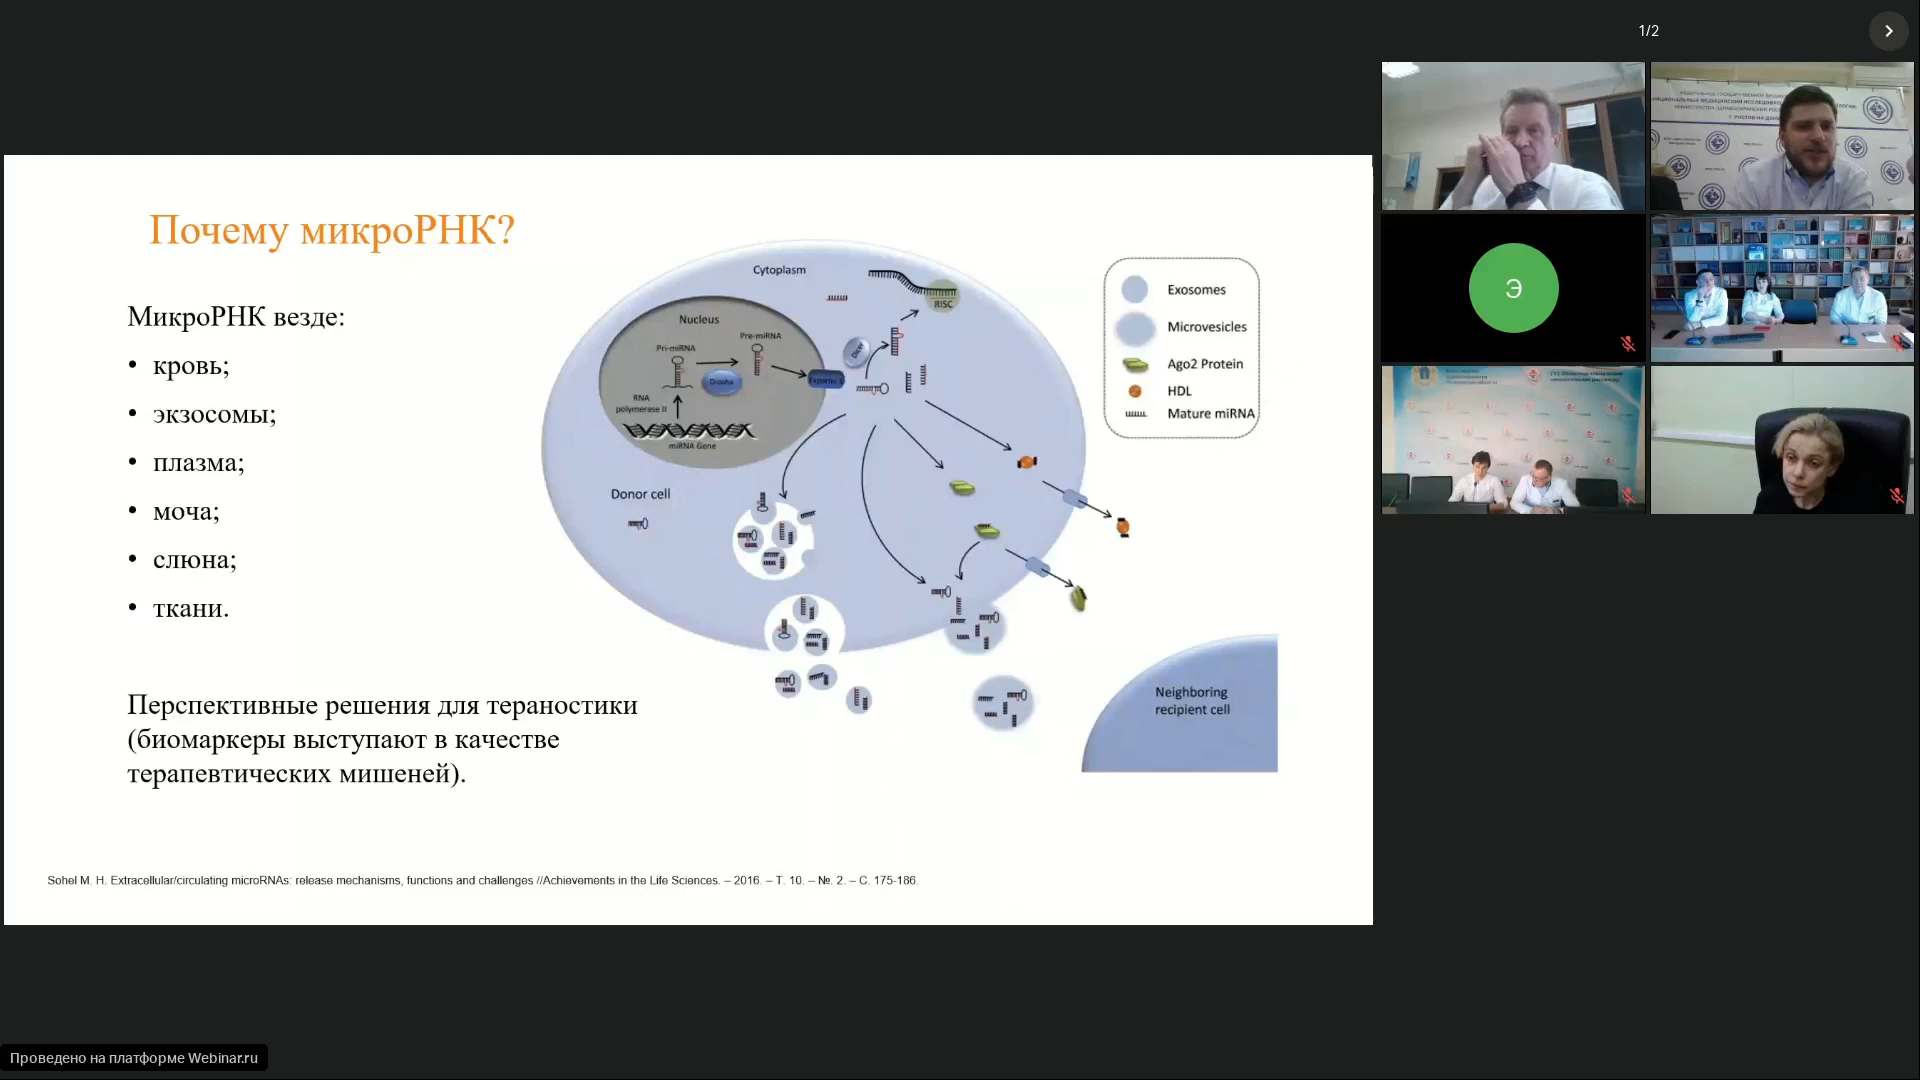 1/2
Почему микроРНК?
МикроРНК везде:
• кровь;
• экзосомы;
• плазма;
• моча;
• слюна;
• ткани.
Перспективные решения для тераностики
(биомаркеры выступают в качестве
терапевтических мишеней).
Cytoplasm
RISC
Nucleus
Pri-miRNA
Pre-miRNA
Drosha
Dicer
RNA
polymerase II
miRNA Gene
Donor cell
Exosomes
Microvesicles
Ago2 Protein
HDL
Mature miRNA
Neighboring
recipient cell
Sohel M. H. Extracellular/circulating microRNAs: release mechanisms, functions and challenges //Achievements in the Life Sciences. – 2016. – Т. 10. – №. 2. – С. 175-186.
Э
Проведено на платформе Webinar.ru